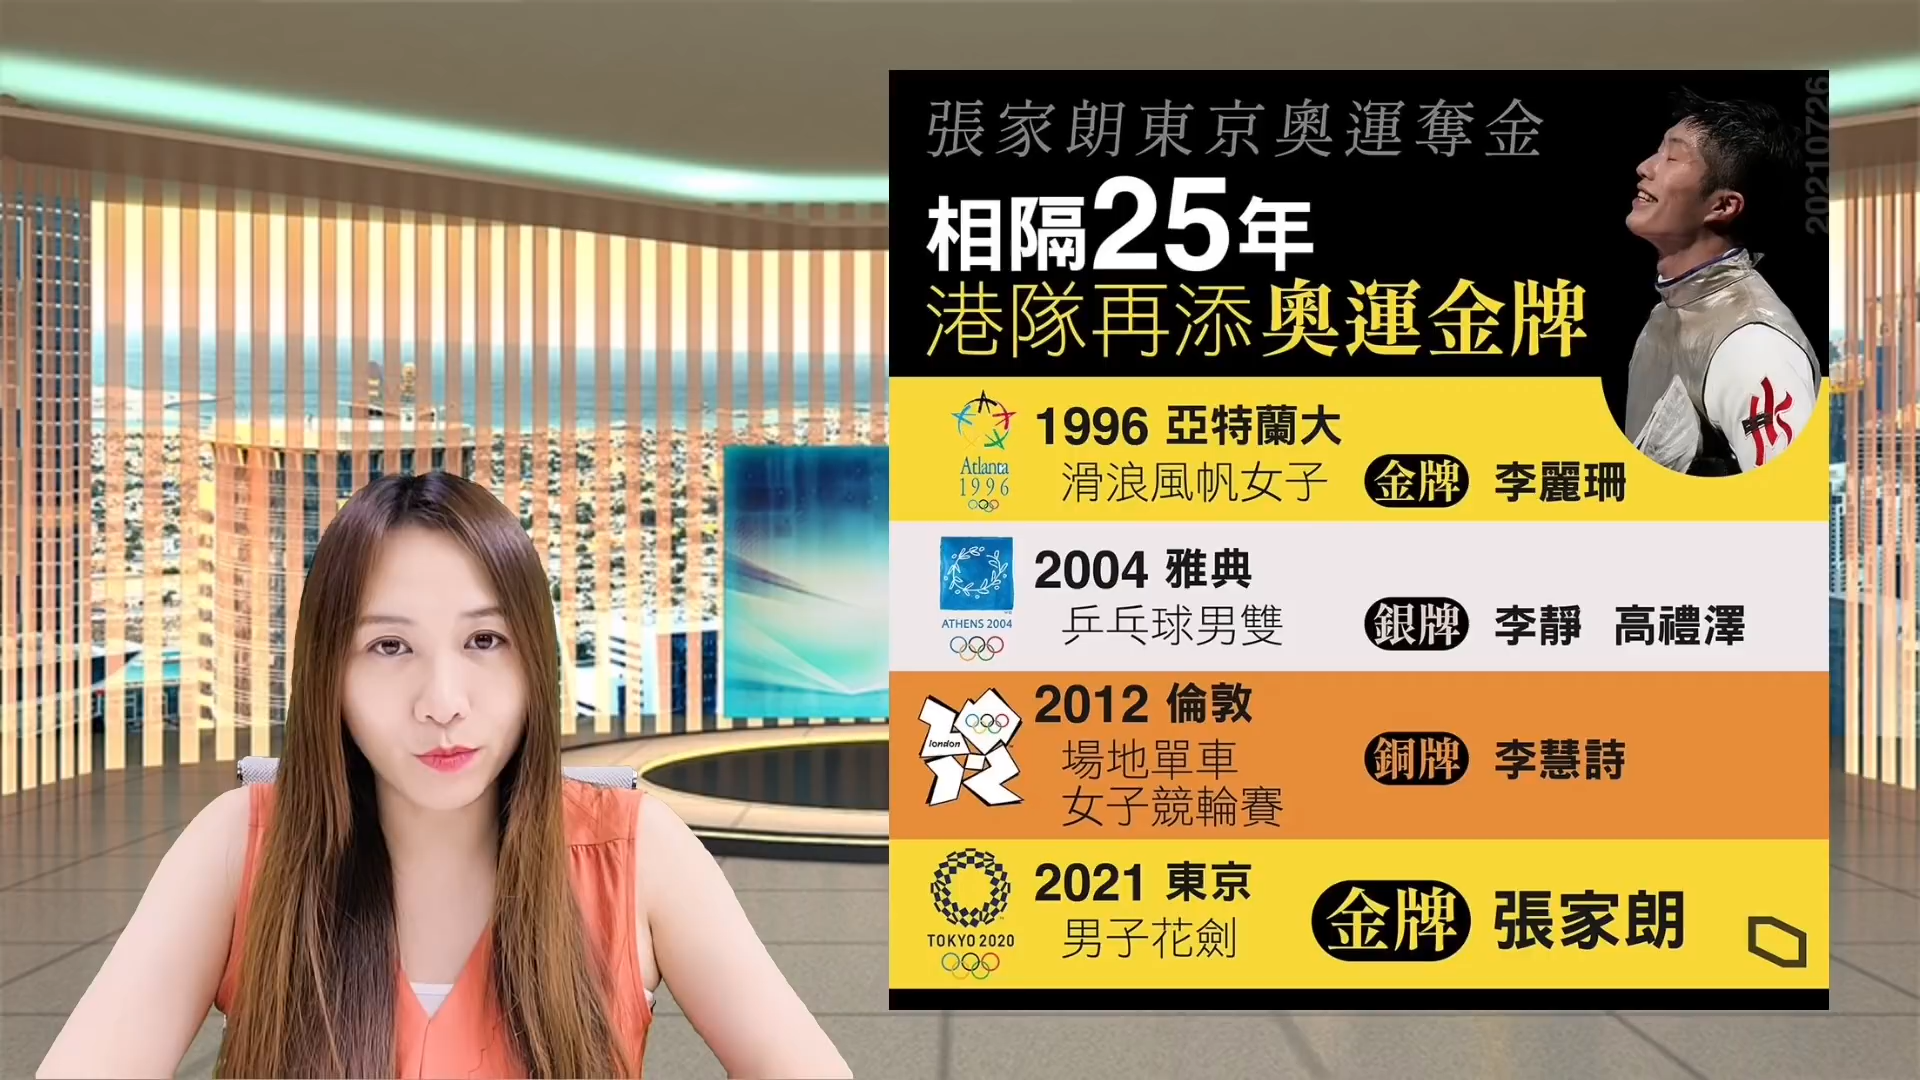 張家朗東京奧運奪金
20210726
相隔25年
港隊再添奧運金牌
Atlanta
1996
1996 亞特蘭大
滑浪風帆女子 金牌 李麗珊
ATHENS 2004
2004 雅典
乒乓球男雙 銀牌 李靜 高禮澤
london
2012 倫敦
場地單車
女子競輪賽
銅牌 李慧詩
TOKYO 2020
2021 東京
男子花劍
金牌 張家朗